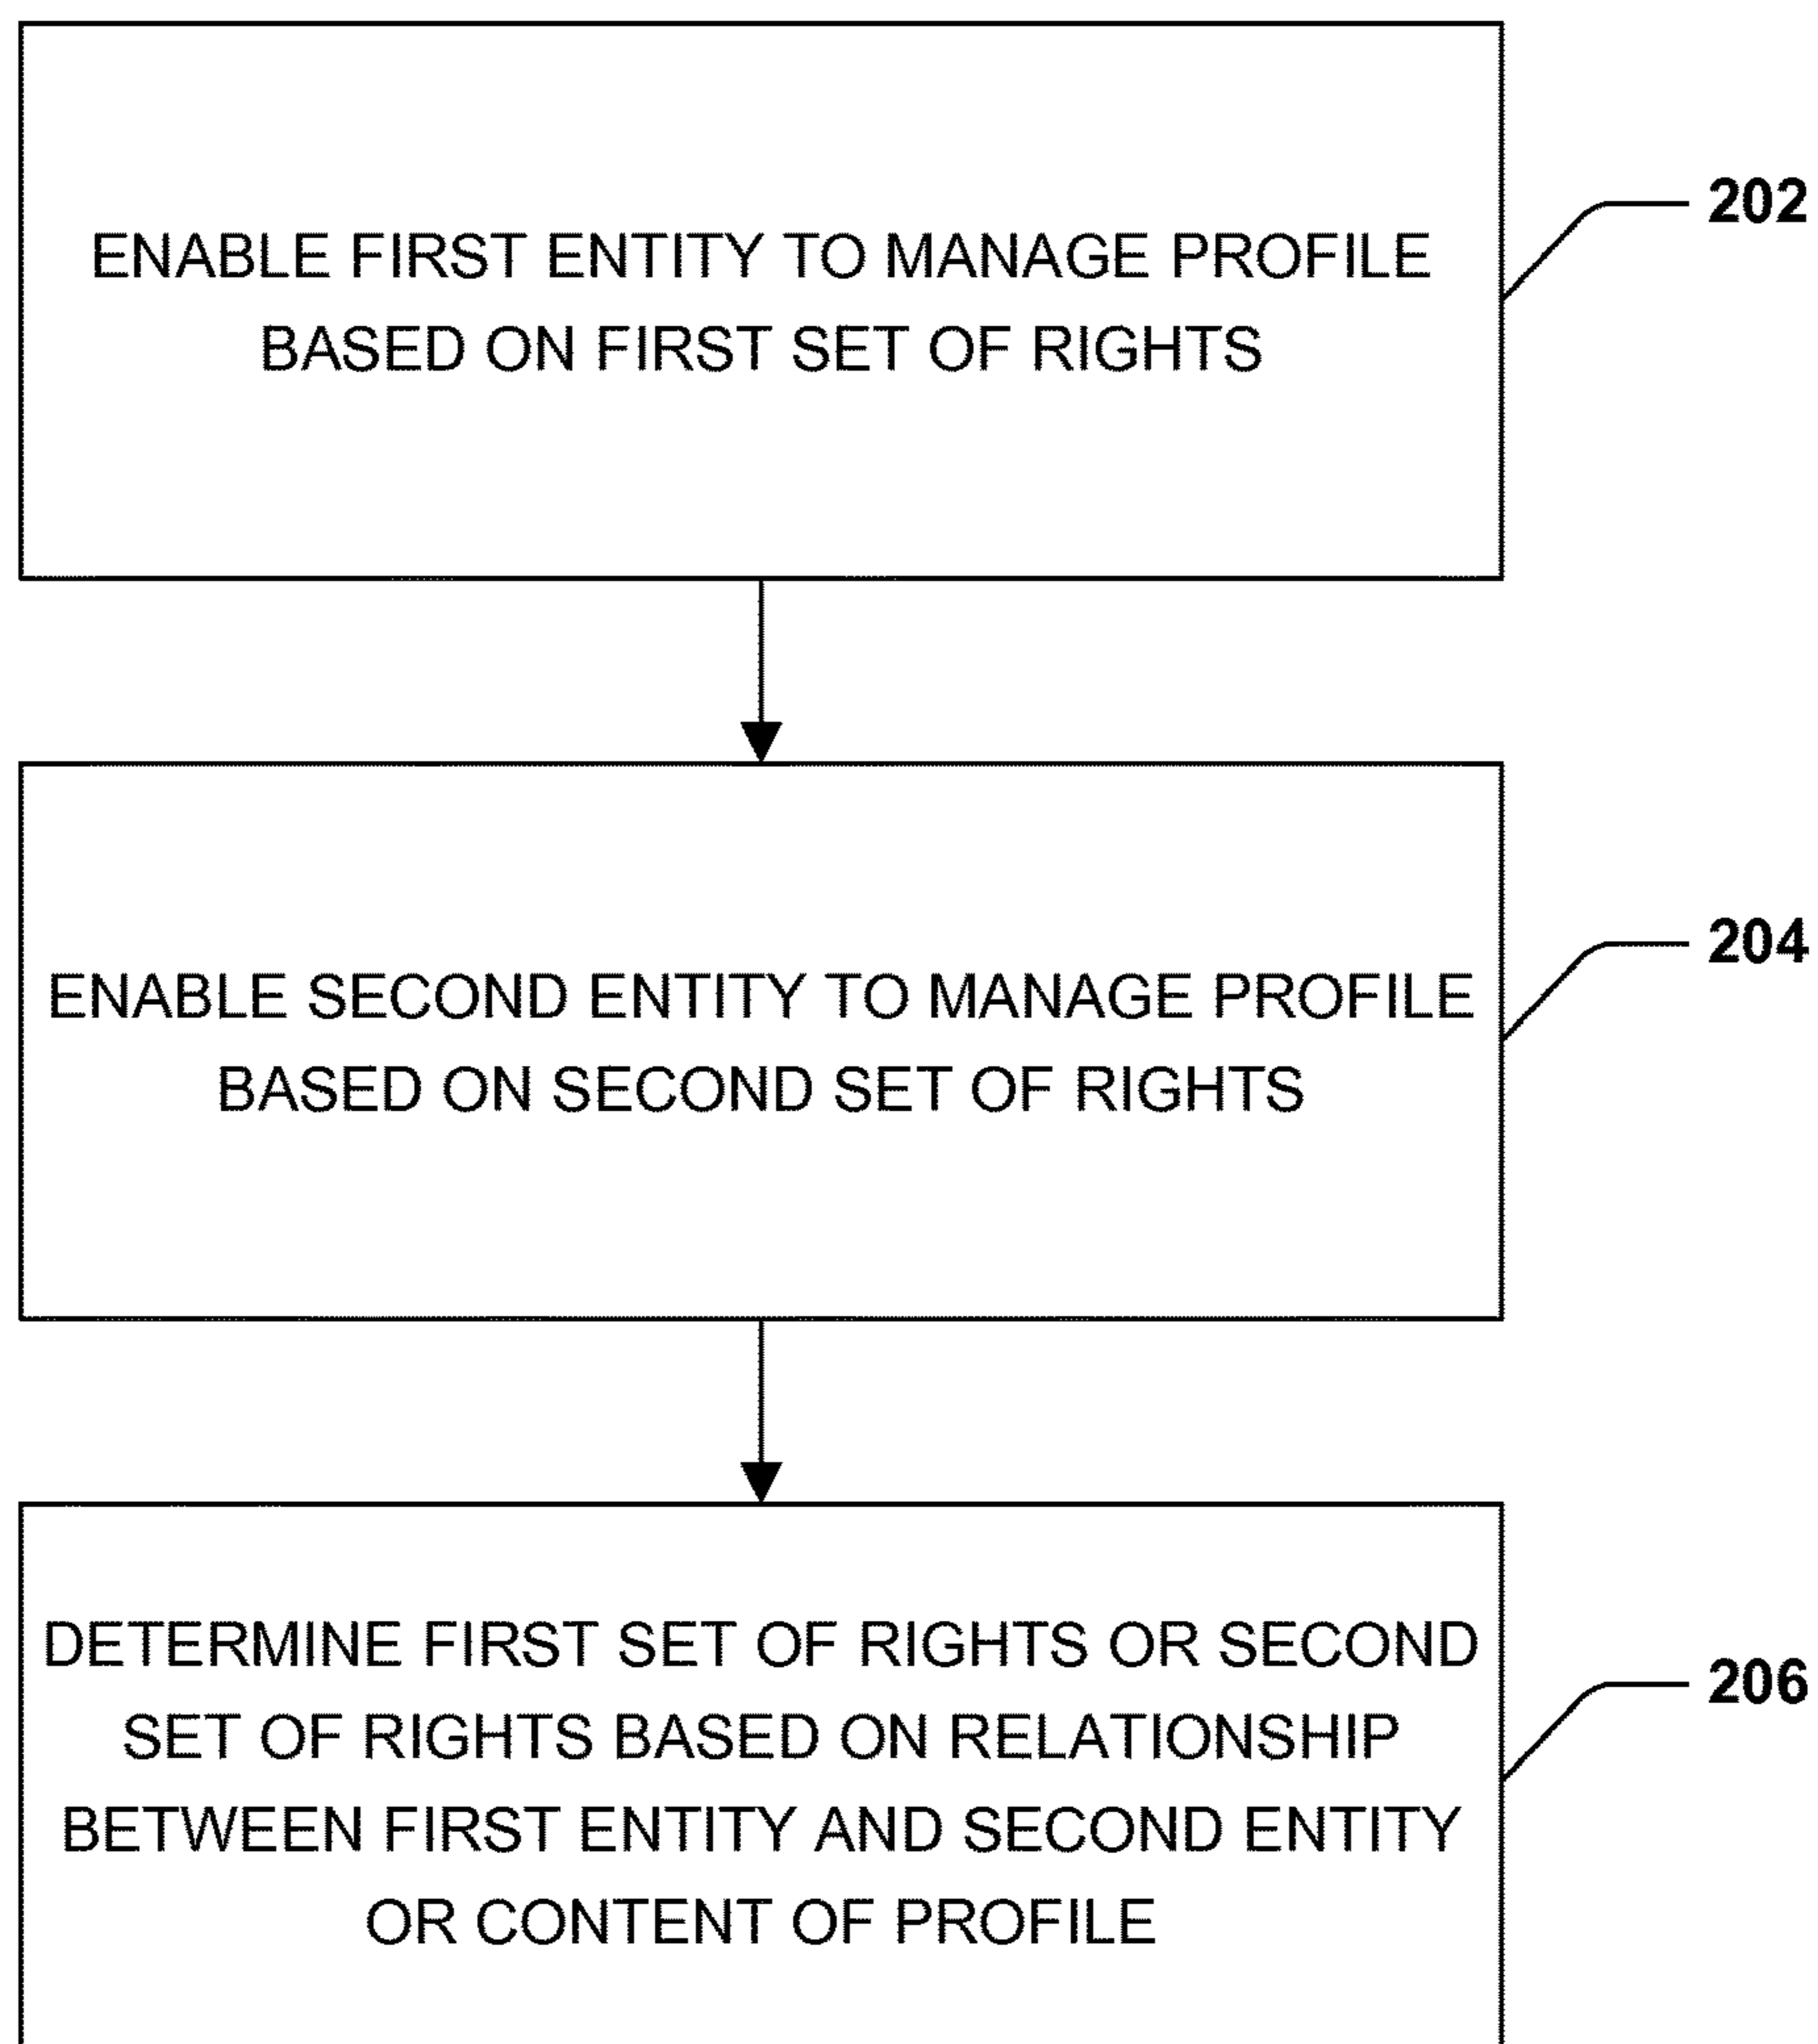 ENABLE FIRST ENTITY TO MANAGE PROFILE
BASED ON FIRST SET OF RIGHTS
202
ENABLE SECOND ENTITY TO MANAGE PROFILE
BASED ON SECOND SET OF RIGHTS
204
DETERMINE FIRST SET OF RIGHTS OR SECOND
SET OF RIGHTS BASED ON RELATIONSHIP
BETWEEN FIRST ENTITY AND SECOND ENTITY
OR CONTENT OF PROFILE
206